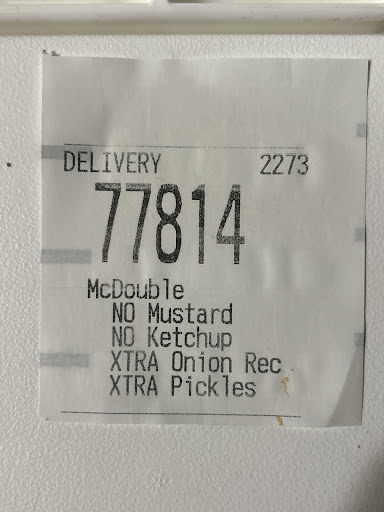 DELIVERY 2273
77814
McDouble
NO Mustard
NO Ketchup
XTRA Onion Rec
XTRA Pickles